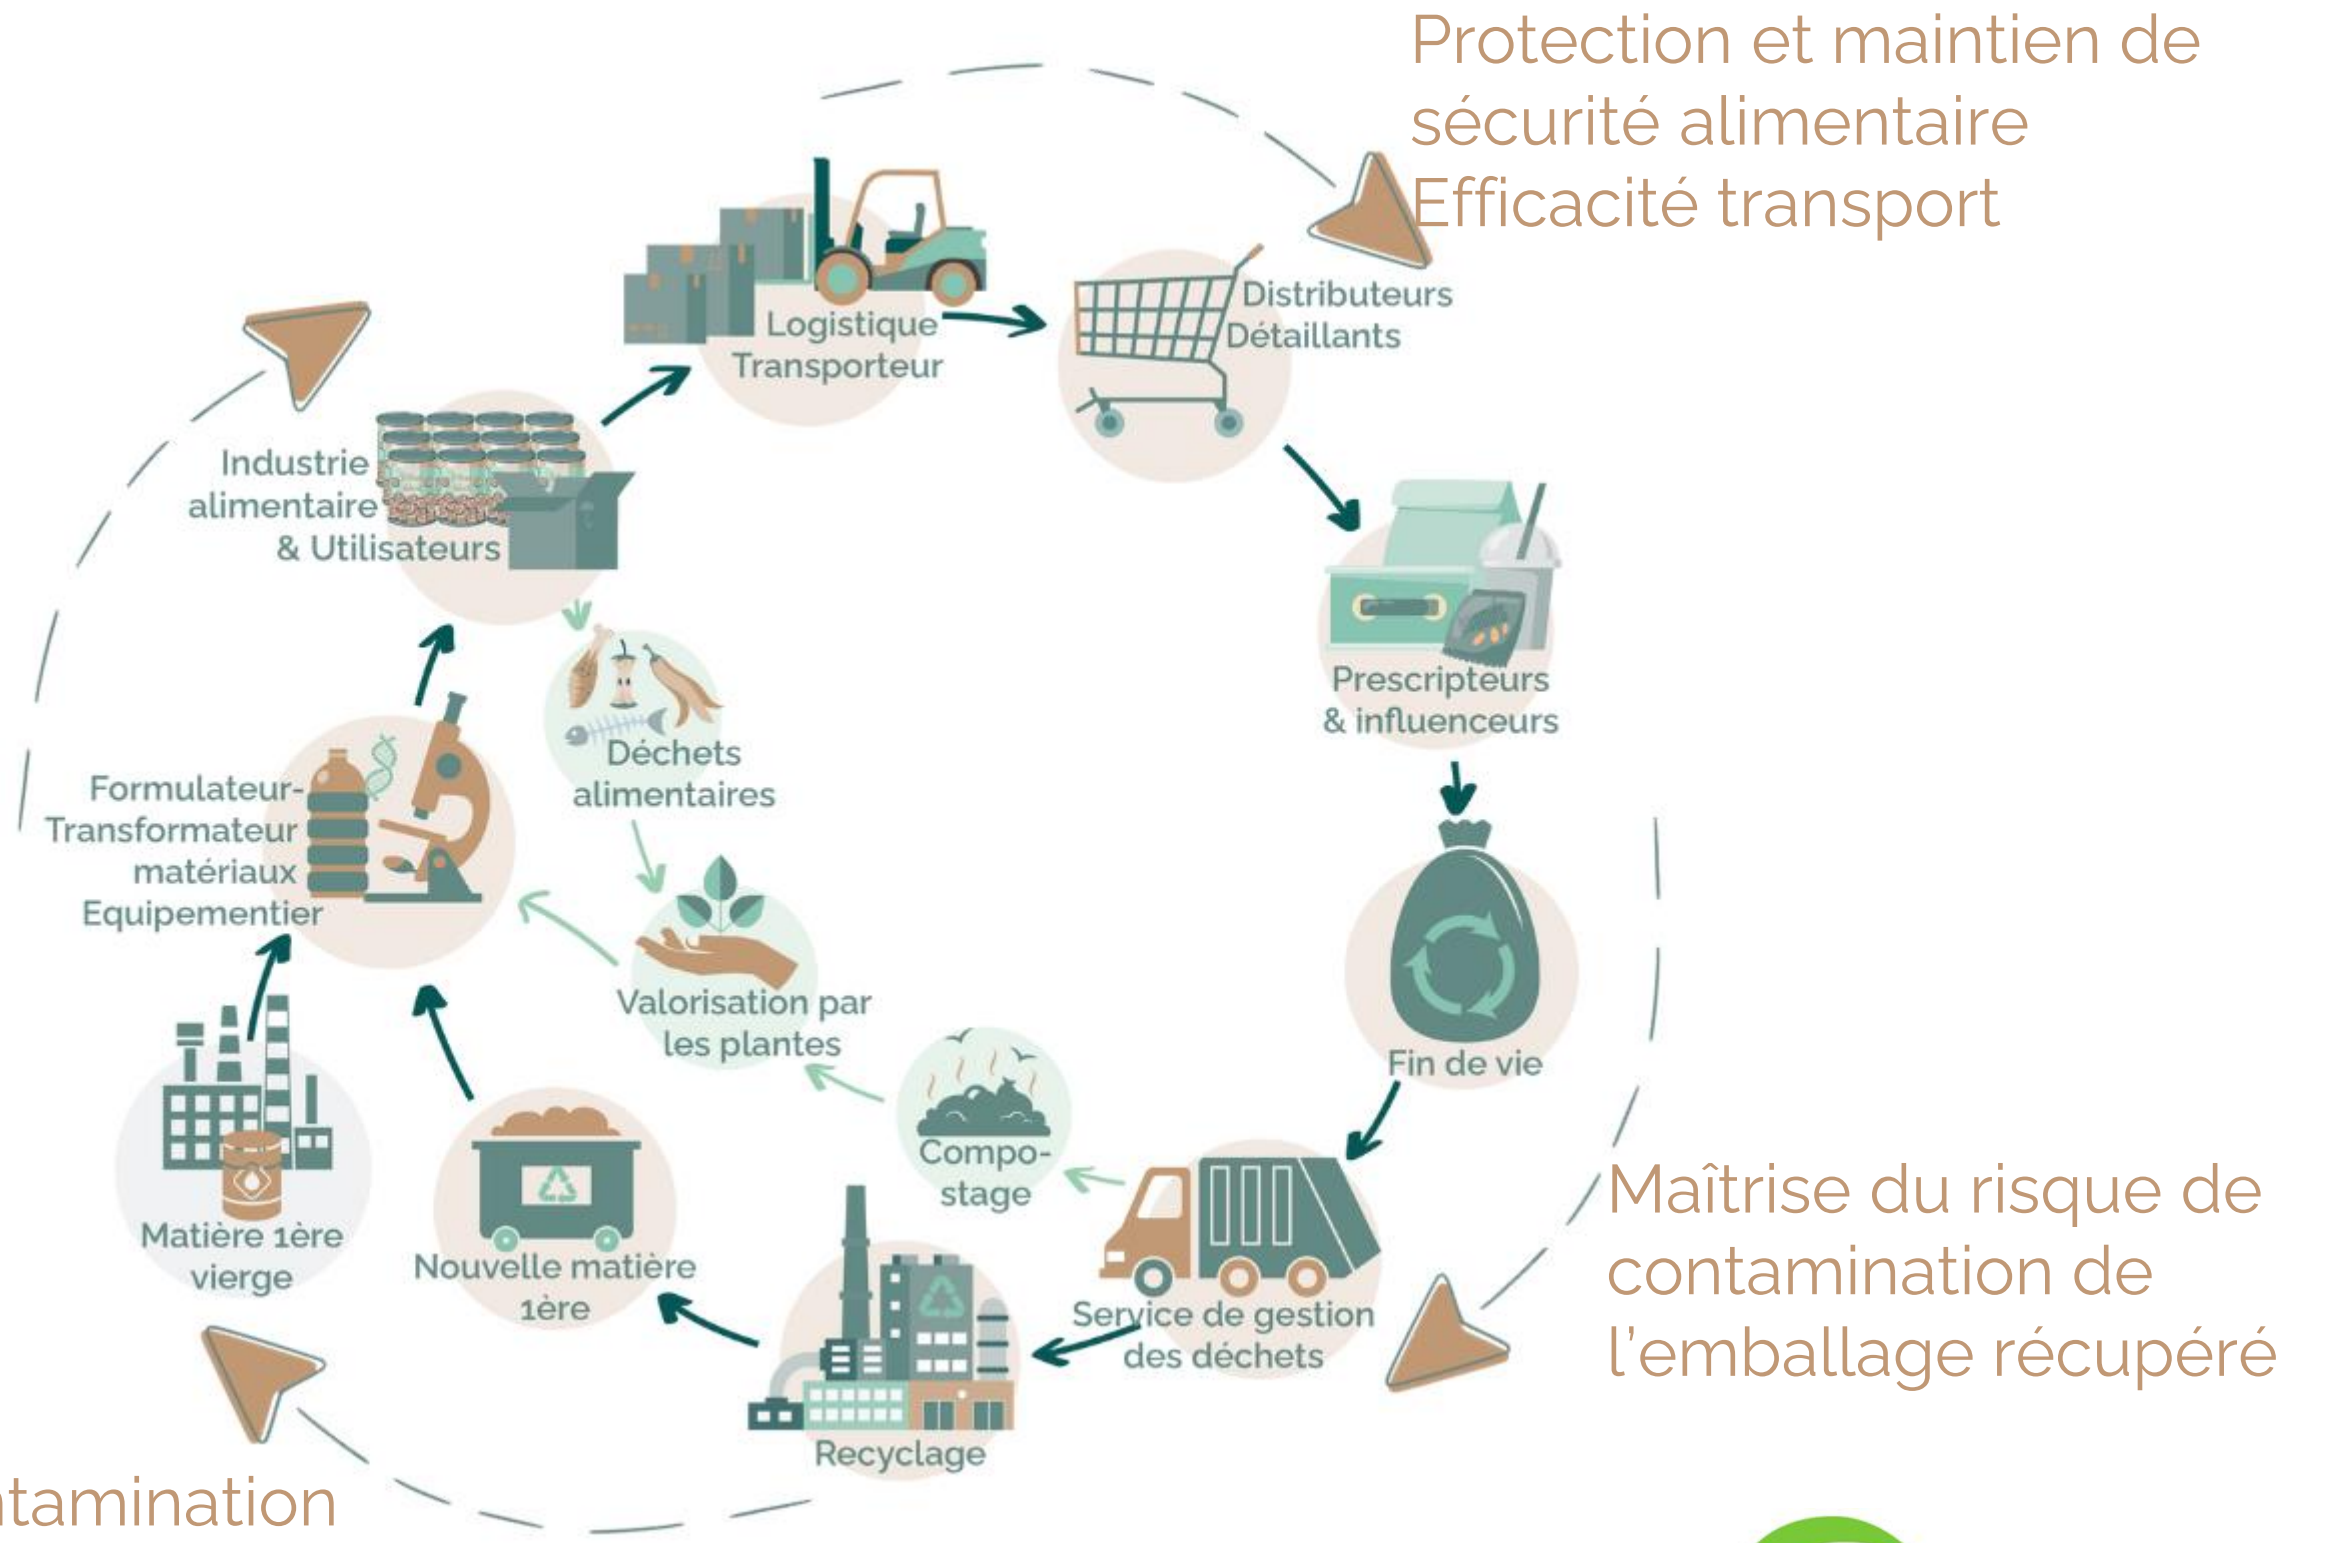 Protection et maintien de
sécurité alimentaire
Efficacité transport
Logistique
Transporteur
Distributeurs
Détaillants
Industrie
alimentaire
& Utilisateurs
Prescripteurs
& influenceurs
Déchets
alimentaires
Formulateur-
Transformateur
matériaux
Equipementier
Valorisation par
les plantes
Fin de vie
Compo-
stage
Matière 1ère
vierge
Nouvelle matière
1ère
Service de gestion
des déchets
Recyclage
Maîtrise du risque de
contamination de
l'emballage récupéré